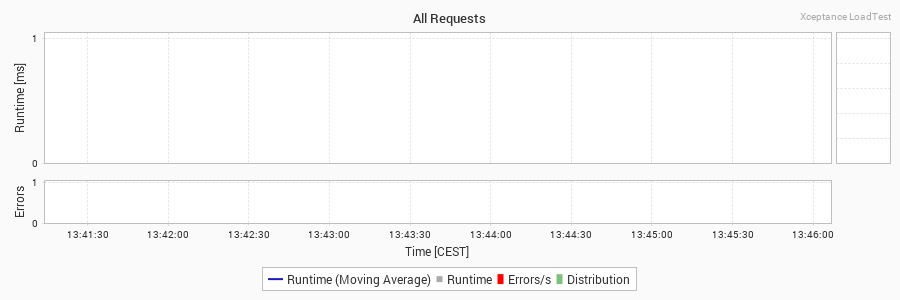 All Requests
Xceptance LoadTest
Runtime [ms]
1
0
Errors
1
0
13:41:30 13:42:00 13:42:30 13:43:00 13:43:30 13:44:00 13:44:30 13:45:00 13:45:30 13:46:00
Time [CEST]
Runtime (Moving Average) Runtime Errors/s Distribution